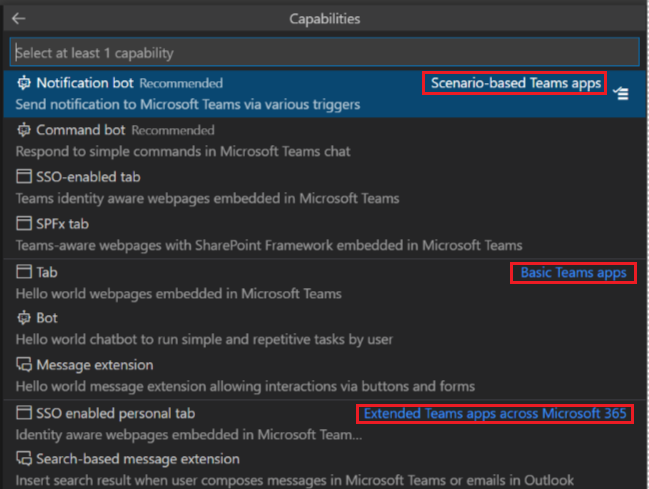 Capabilities
Select at least 1 capability
Notification bot Recommended Scenario-based Teams apps
Send notification to Microsoft Teams via various triggers
Command bot Recommended
Respond to simple commands in Microsoft Teams chat
SSO-enabled tab
Teams identity aware webpages embedded in Microsoft Teams
SPFx tab
Teams-aware webpages with SharePoint Framework embedded in Microsoft Teams
Tab Basic Teams apps
Hello world webpages embedded in Microsoft Teams
Bot
Hello world chatbot to run simple and repetitive tasks by user
Message extension
Hello world message extension allowing interactions via buttons and forms
SSO enabled personal tab Extended Teams apps across Microsoft 365
Identity aware webpages embedded in Microsoft Team...
Search-based message extension
Insert search result when user composes messages in Microsoft Teams or emails in Outlook